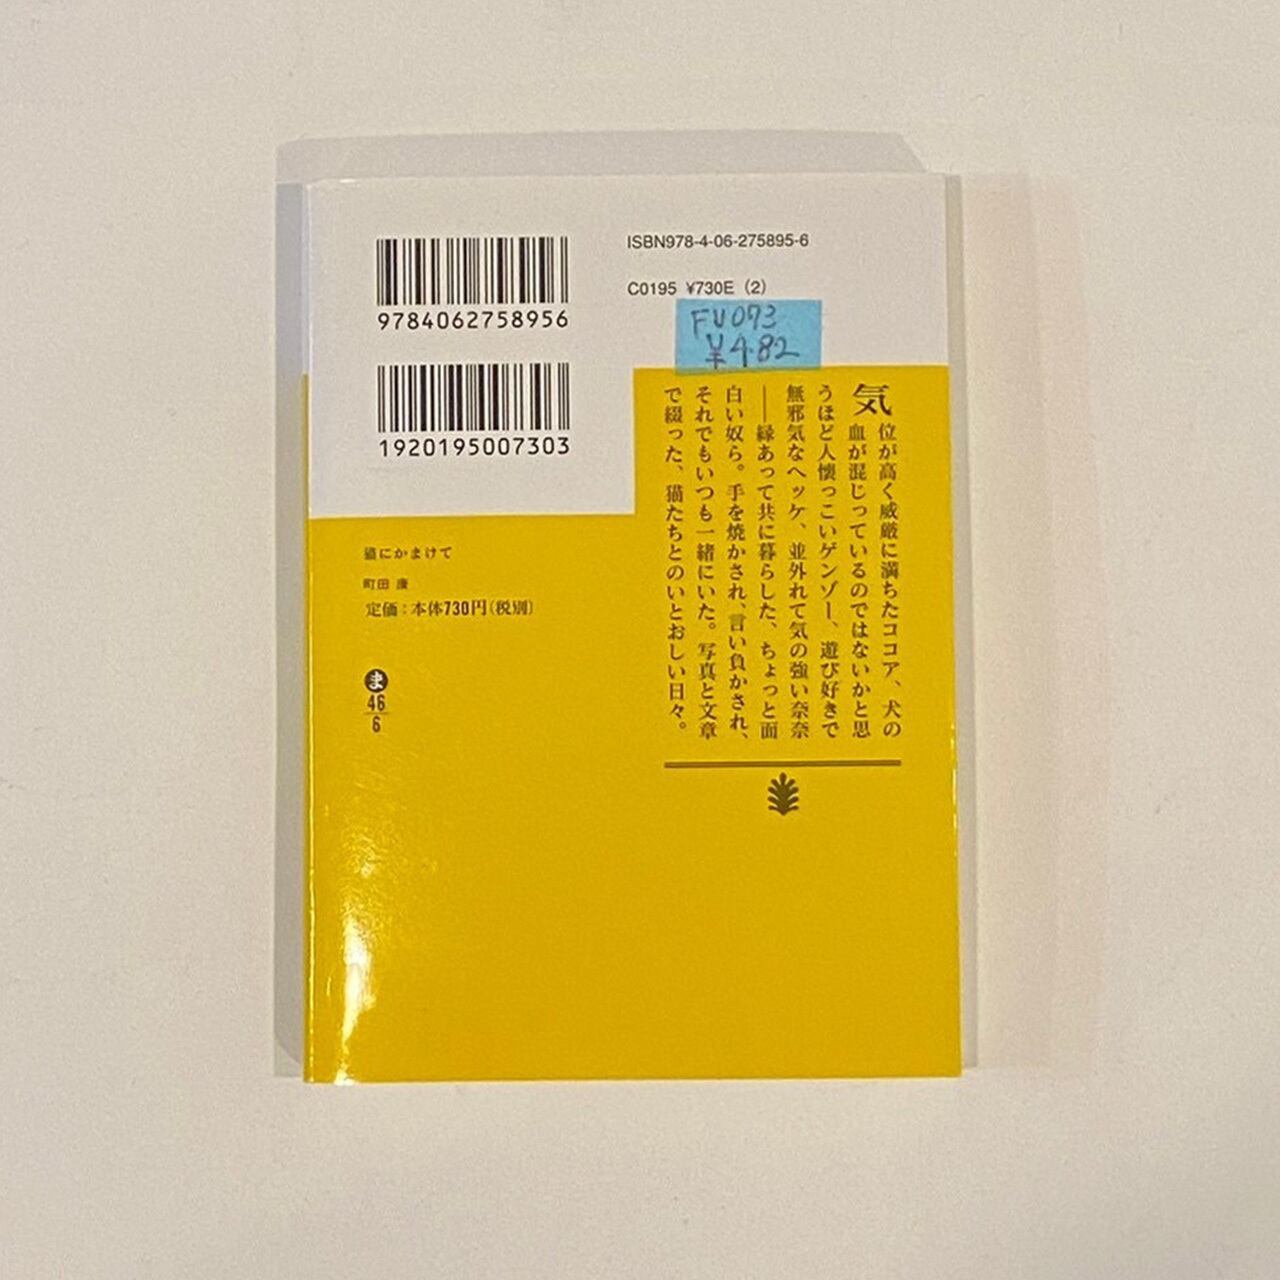 9784062758956
1920195007303
ISBN978-4-06-275895-6
C0195 ¥730E (2)
FU073
¥482
気位が高く威厳に満ちたココア、犬の
血が混じっているのではないかと思
うほど人懐っこいゲンゾー、遊び好きで
無邪気なヘッケ、並外れて気の強い奈奈
――縁あって共に暮らした、ちょっと面
白い奴ら。手を焼かされ、言い負かされ、
それでもいつも一緒にいた。写真と文章
で綴った、猫たちとのいとおしい日々。
猫にかまけて
町田 康
定価:本体730円(税別)
ま
46
6